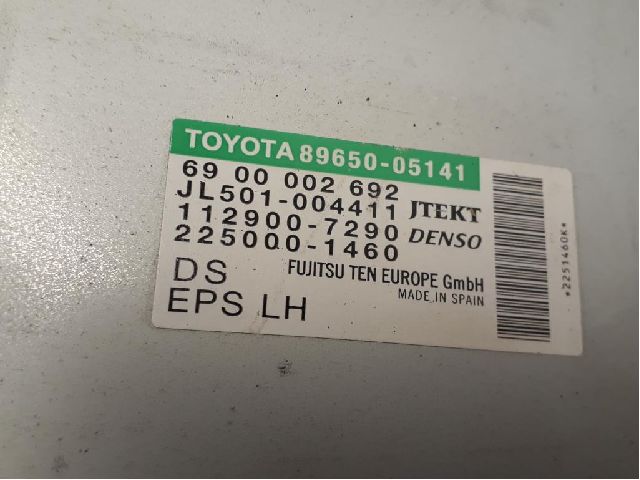 TOYOTA 89650-05141
69 00 002 692
JL501-004411 JTEKT
112900-7290 DENSO
225000-1460
DS FUJITSU TEN EUROPE GmbH
MADE IN SPAIN
EPS LH
*2251460K*